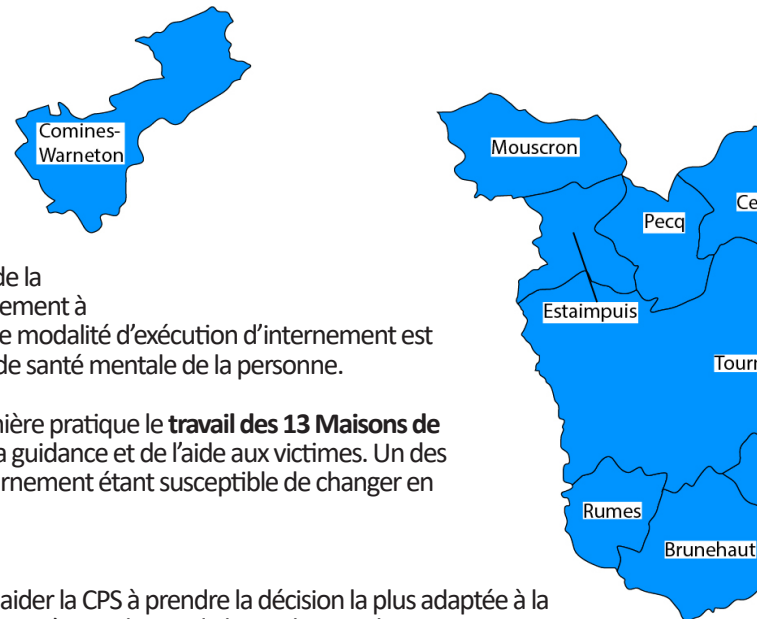 Comines-
Warneton
Mouscron
Pecq
Estaimpuis
Rumes
Brunehaut
de la
ement à
e modalité d’exécution d’internement est
de santé mentale de la personne.
nière pratique le travail des 13 Maisons de
a guidance et de l’aide aux victimes. Un des
rnement étant susceptible de changer en
aider la CPS à prendre la décision la plus adaptée à la